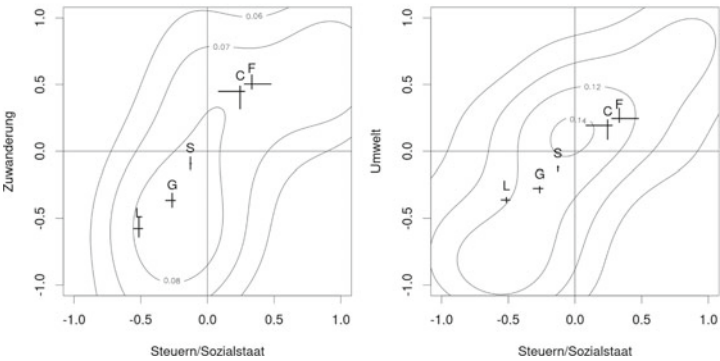 Zuwanderung
1.0
0.5
0.0
-0.5
-1.0
0.06
0.07
0.08
F
C
S
G
L
-1.0 -0.5 0.0 0.5 1.0
Steuern/Sozialstaat
Umwelt
1.0
0.5
0.0
-0.5
-1.0
0.12
0.14
F
C
S
G
L
-1.0 -0.5 0.0 0.5 1.0
Steuern/Sozialstaat